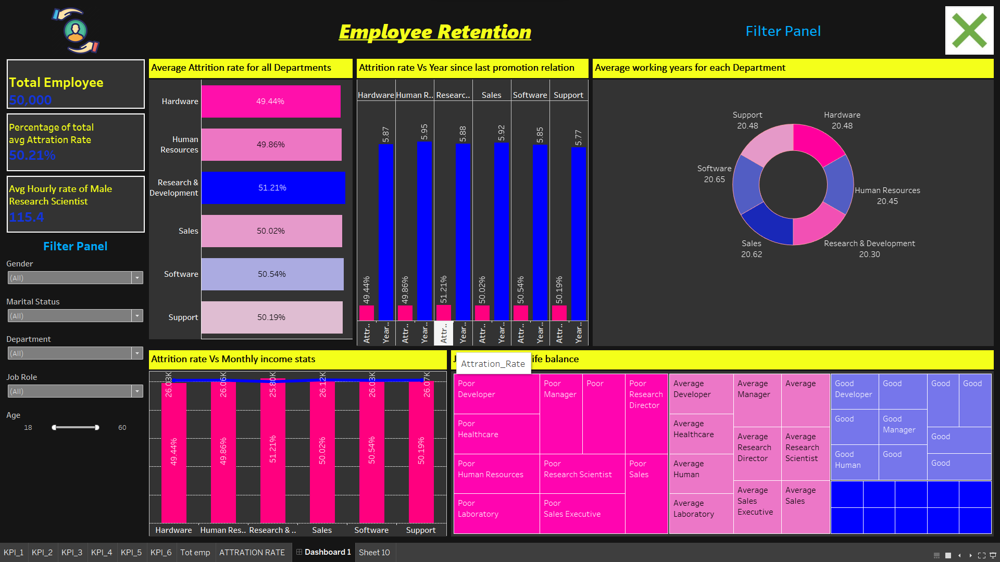 Employee Retention
Filter Panel
Total Employee
50,000
Percentage of total
avg Attration Rate
50.21%
Avg Hourly rate of Male
Research Scientist
115.4
Filter Panel
Gender
(All)
Marital Status
(All)
Department
(All)
Job Role
(All)
Age
18
60
Average Attrition rate for all Departments
Hardware
49.44%
Human
Resources
49.86%
Research &
Development
51.21%
Sales
50.02%
Software
50.54%
Support
50.19%
Attrition rate Vs Year since last promotion relation
Hardware
Human R..
Researc..
Sales
Software
Support
49.44%
5.87
49.86%
5.95
51.21%
5.88
50.02%
5.92
50.54%
5.85
50.19%
5.77
Attr..
Year..
Attr..
Year..
Attr..
Year..
Attr..
Year..
Attr..
Year..
Attr..
Year..
Average working years for each Department
Support
20.48
Hardware
20.48
Software
20.65
Human Resources
20.45
Sales
20.62
Research & Development
20.30
Attrition rate Vs Monthly income stats
26.03K
26.06K
25.80K
26.12K
26.03K
26.07K
49.44%
49.86%
51.21%
50.02%
50.54%
50.19%
Hardware
Human Res..
Research & ..
Sales
Software
Support
balance
Attration_Rate
Poor
Developer
Poor
Healthcare
Poor
Human Resources
Poor
Laboratory
Poor
Manager
Poor
Poor
Research
Director
Poor
Research Scientist
Poor
Sales Executive
Poor
Sales
Average
Developer
Average
Healthcare
Average
Human
Average
Laboratory
Average
Manager
Average
Average
Research
Director
Average
Research
Scientist
Average
Sales
Executive
Average
Sales
Good
Developer
Good
Good
Human
Good
Good
Manager
Good
Good
Good
Good
Good
KPI_1
KPI_2
KPI_3
KPI_4
KPI_5
KPI_6
Tot emp
ATTRATION RATE
Dashboard 1
Sheet 10